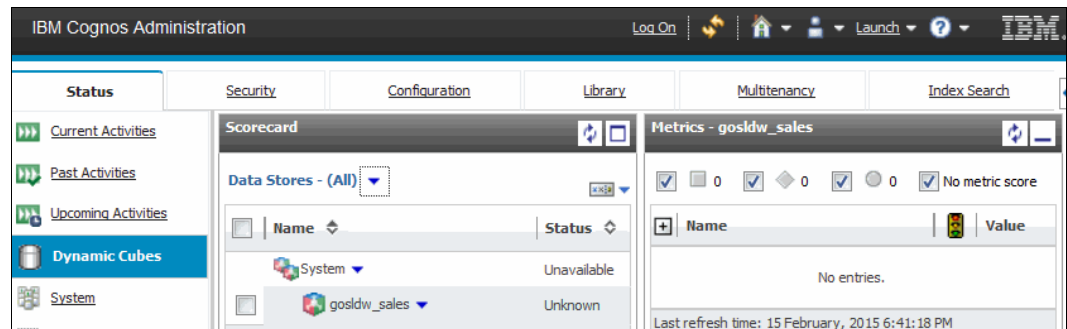 IBM Cognos Administration
Log On
Launch
IBM.
Status
Security
Configuration
Library
Multitenancy
Index Search
Current Activities
Past Activities
Upcoming Activities
Dynamic Cubes
System
Scorecard
Data Stores - (All)
Name
Status
System
Unavailable
gosldw_sales
Unknown
Metrics - gosldw_sales
0
0
0
No metric score
Name
Value
No entries.
Last refresh time: 15 February, 2015 6:41:18 PM